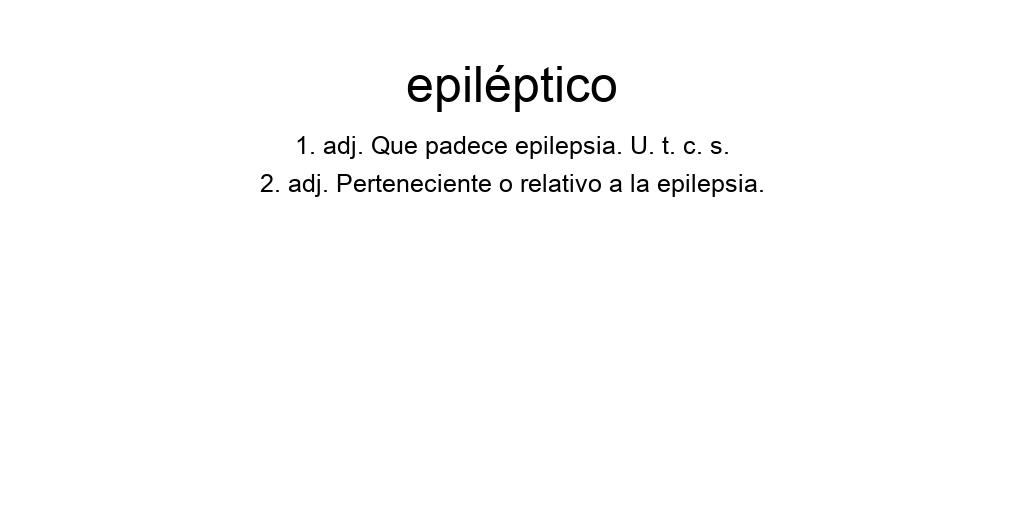 epiléptico
1. adj. Que padece epilepsia. U. t. c. s.
2. adj. Perteneciente o relativo a la epilepsia.